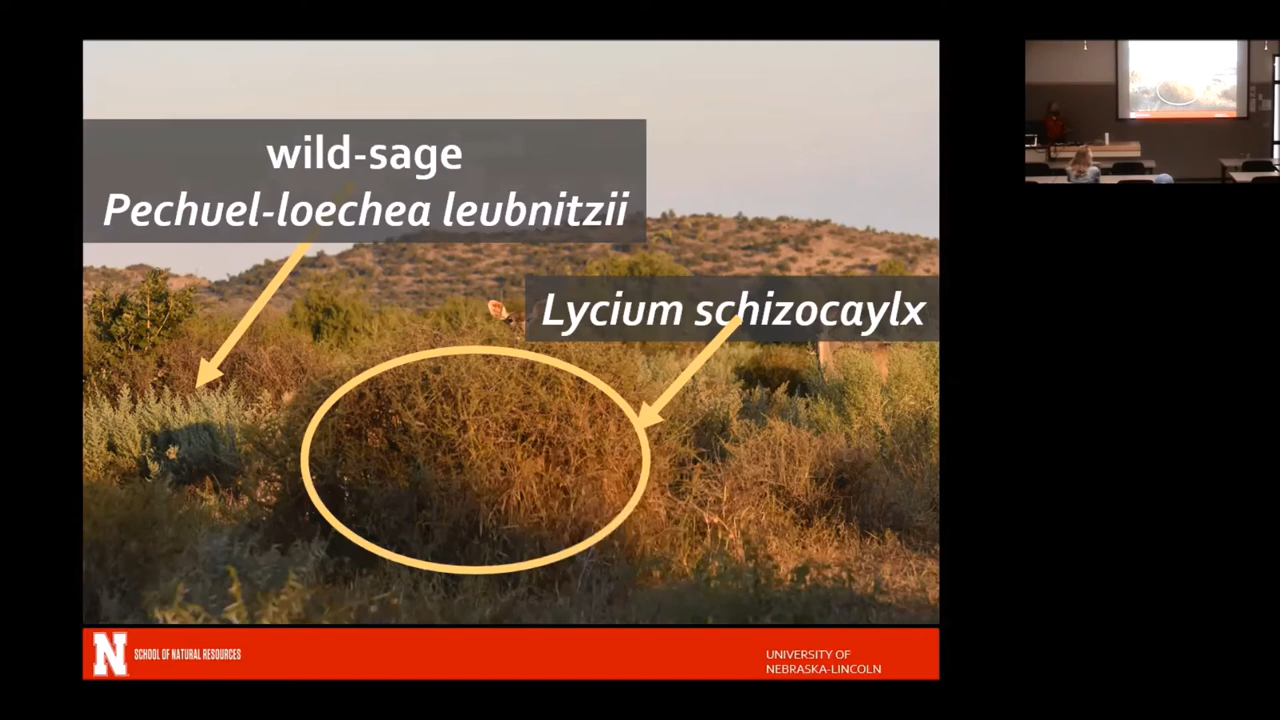 wild-sage
Pechuel-loechea leubnitzii
Lycium schizocaylx
N
SCHOOL OF NATURAL RESOURCES
UNIVERSITY OF
NEBRASKA-LINCOLN